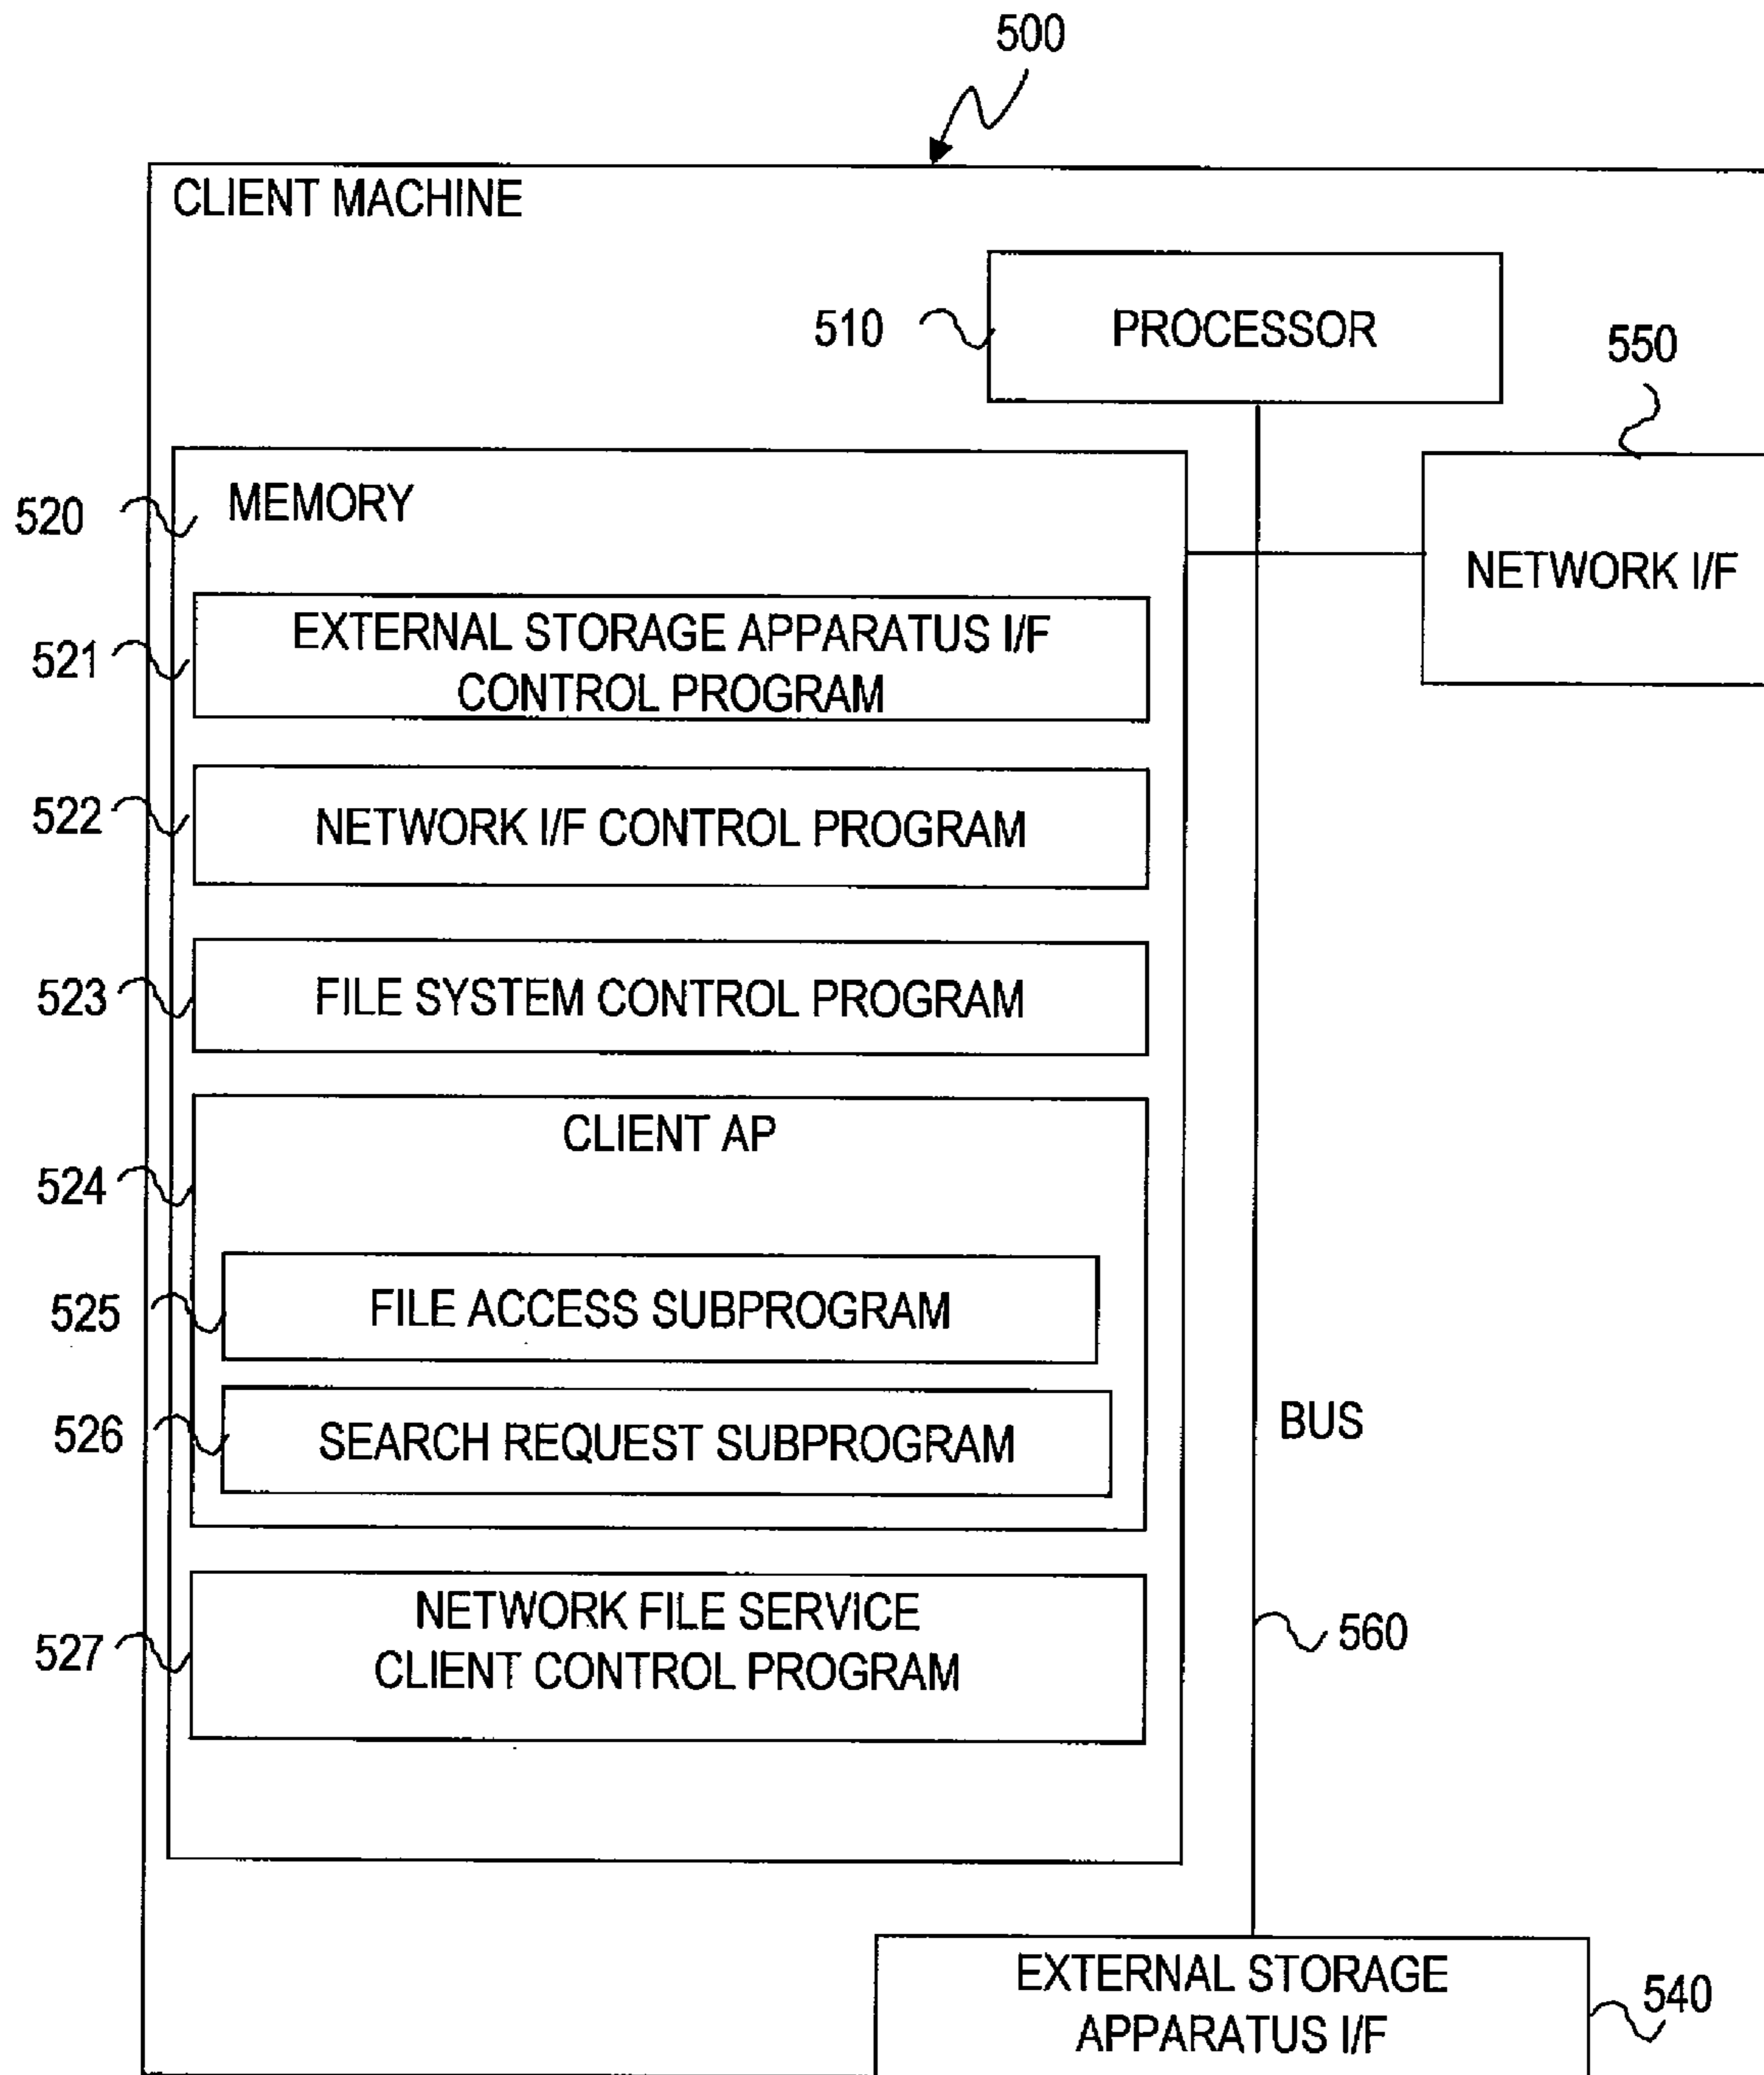 500
CLIENT MACHINE
510
PROCESSOR
550
520
MEMORY
NETWORK I/F
521
EXTERNAL STORAGE APPARATUS I/F
CONTROL PROGRAM
522
NETWORK I/F CONTROL PROGRAM
523
FILE SYSTEM CONTROL PROGRAM
524
CLIENT AP
525
FILE ACCESS SUBPROGRAM
526
SEARCH REQUEST SUBPROGRAM
BUS
527
NETWORK FILE SERVICE
CLIENT CONTROL PROGRAM
560
EXTERNAL STORAGE
APPARATUS I/F
540